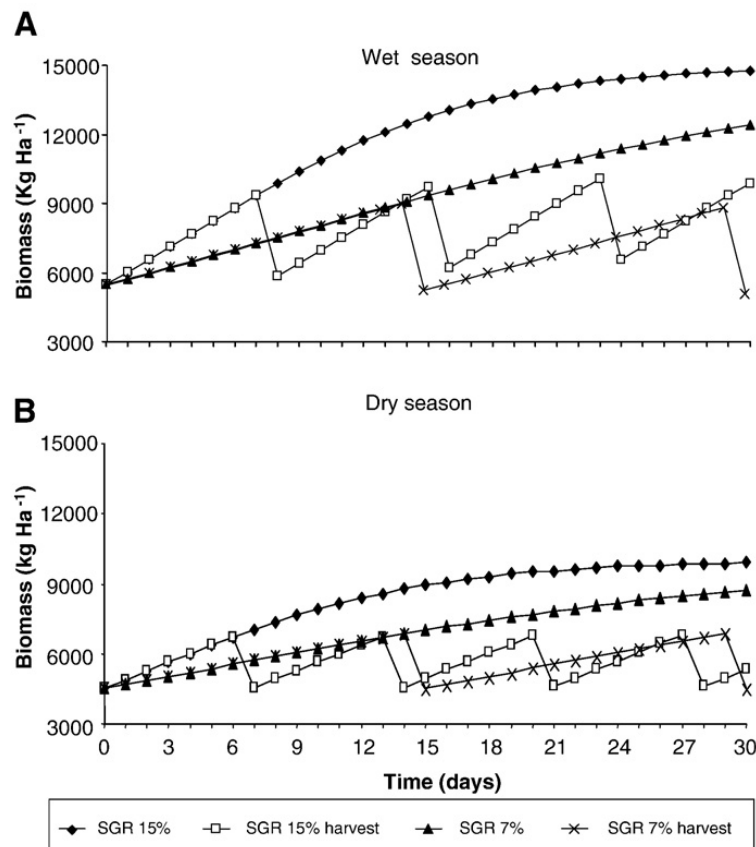 A
Wet season
Biomass (Kg Ha⁻¹)
15000
12000
9000
6000
3000
B
Dry season
Biomass (kg Ha⁻¹)
15000
12000
9000
6000
3000
0 3 6 9 12 15 18 21 24 27 30
Time (days)
SGR 15% SGR 15% harvest SGR 7% SGR 7% harvest